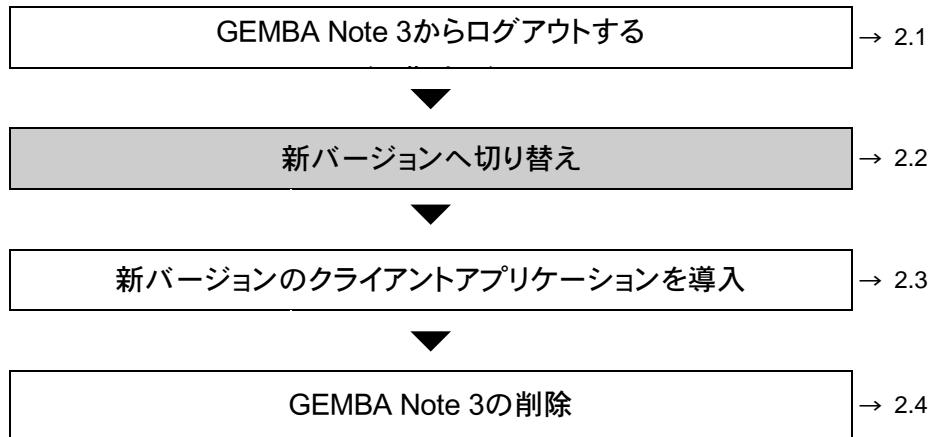 GEMBA Note 3からログアウトする
→ 2.1
新バージョンへ切り替え
→ 2.2
新バージョンのクライアントアプリケーションを導入
→ 2.3
GEMBA Note 3の削除
→ 2.4